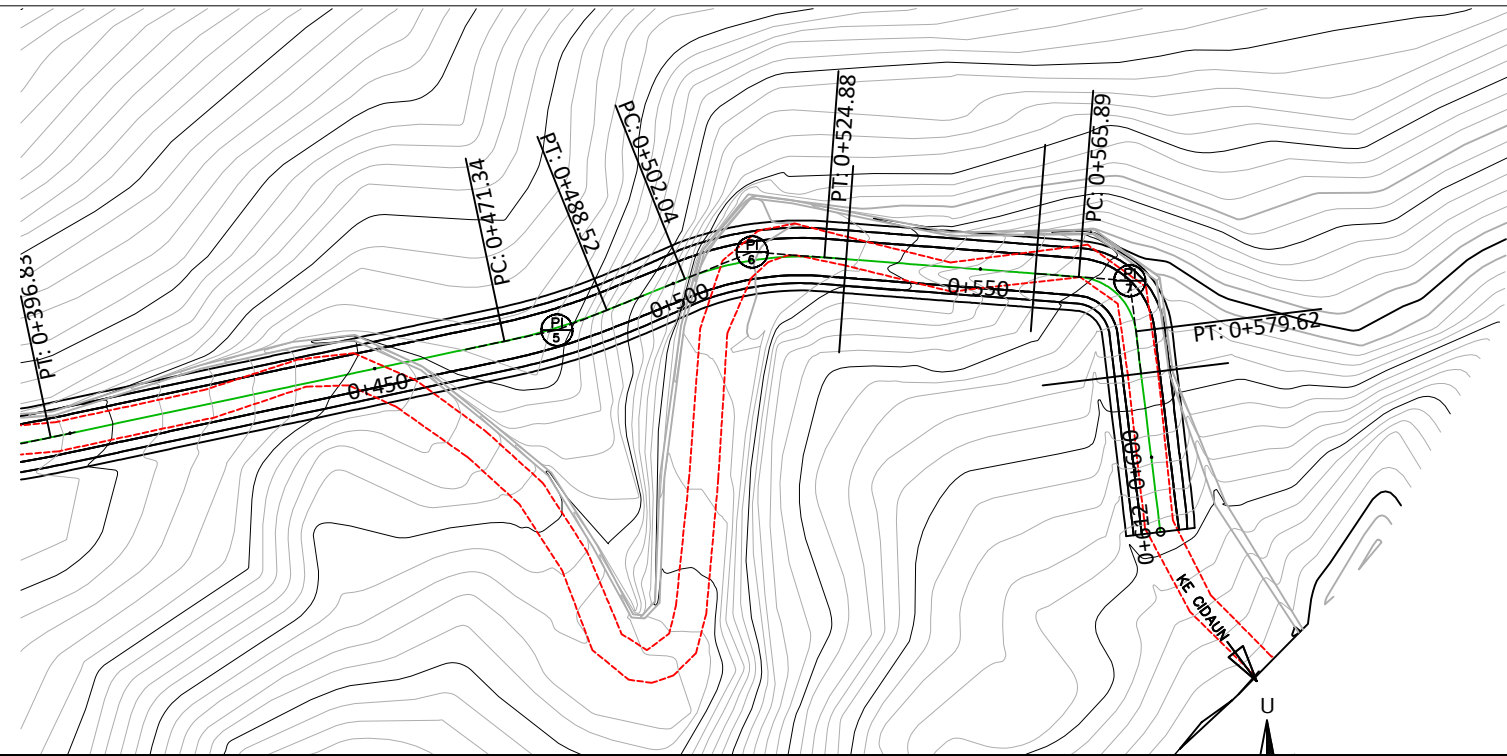 PT: 0+396.83
PC: 0+471.34
PT: 0+488.52
PC: 0+502.04
PT: 0+524.88
PC: 0+565.89
PT: 0+579.62
PI
5
PI
6
PI
7
0+450
0+500
0+550
0+600
0+612
KE CIDAUN
U